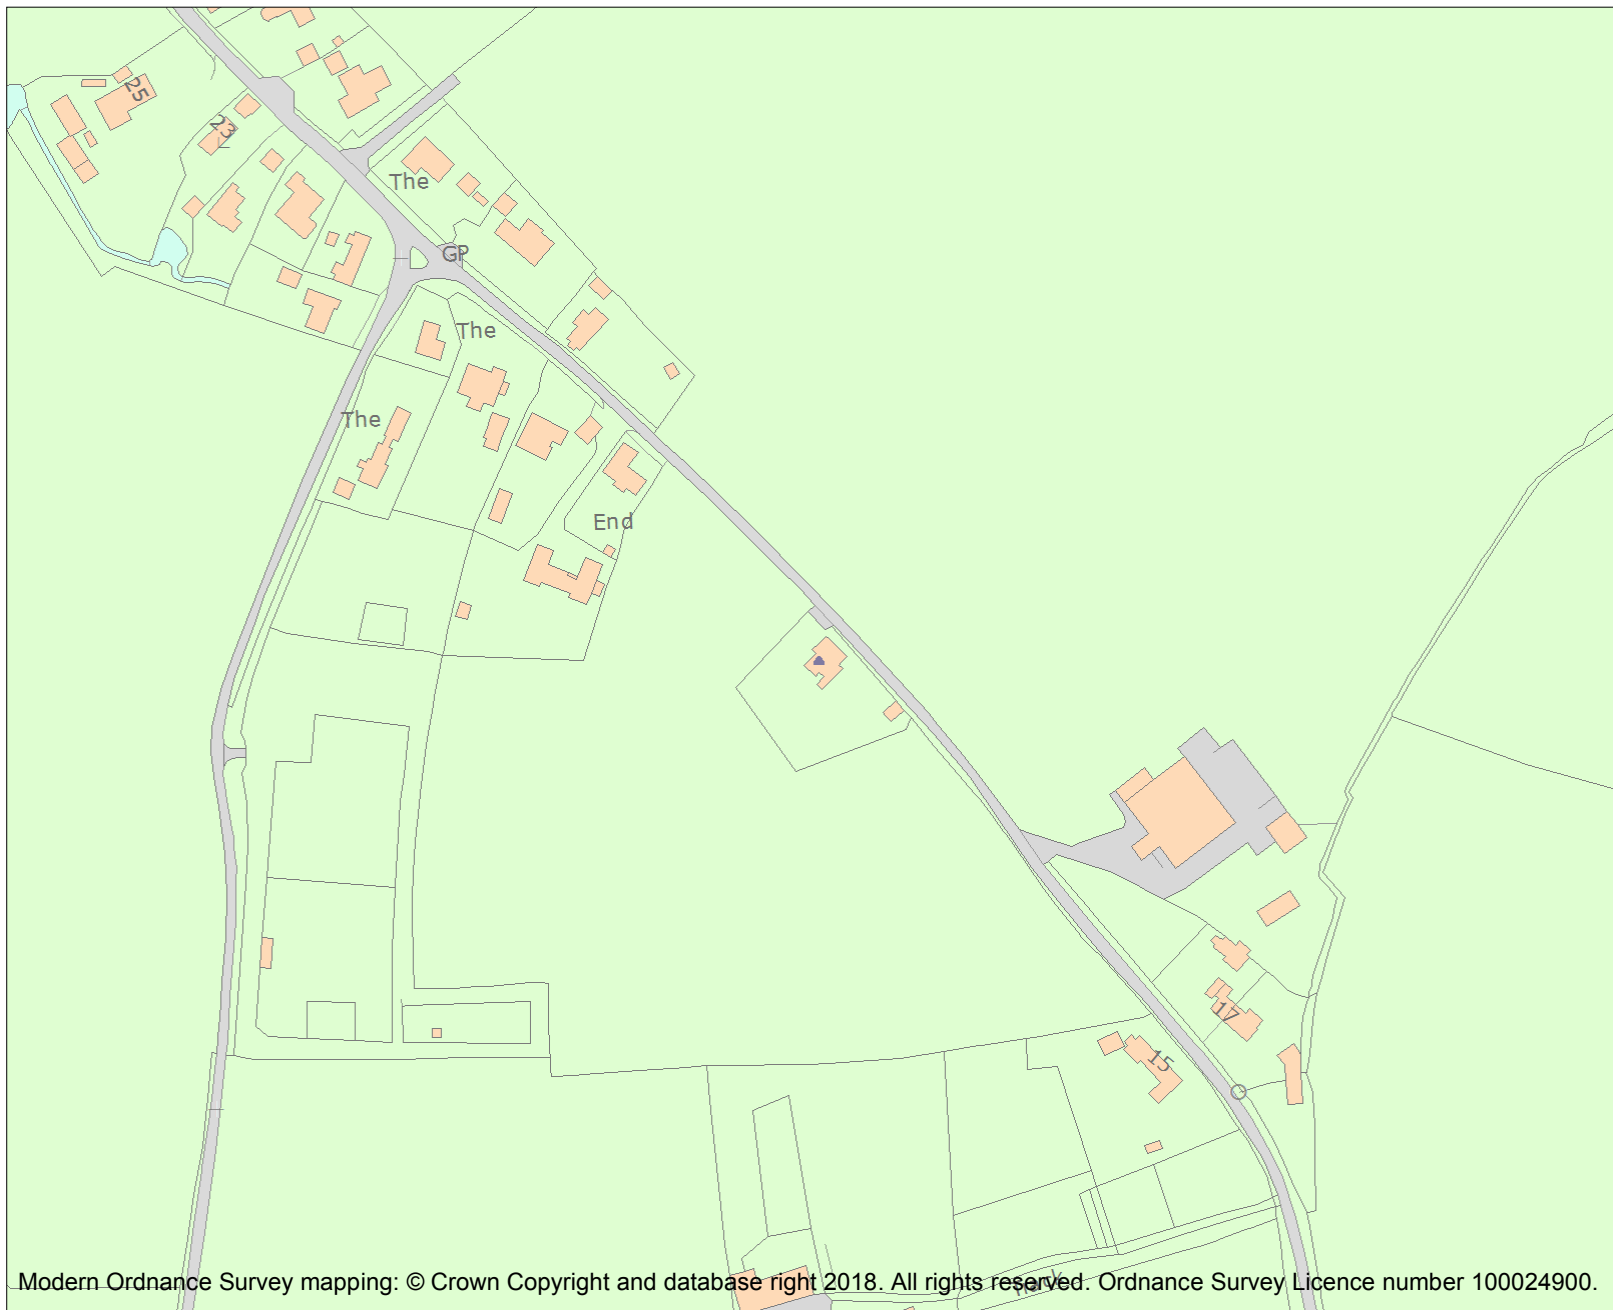 25
23
The
GP
The
The
End
17
15
Track
Modern Ordnance Survey mapping: © Crown Copyright and database right 2018. All rights reserved. Ordnance Survey Licence number 100024900.